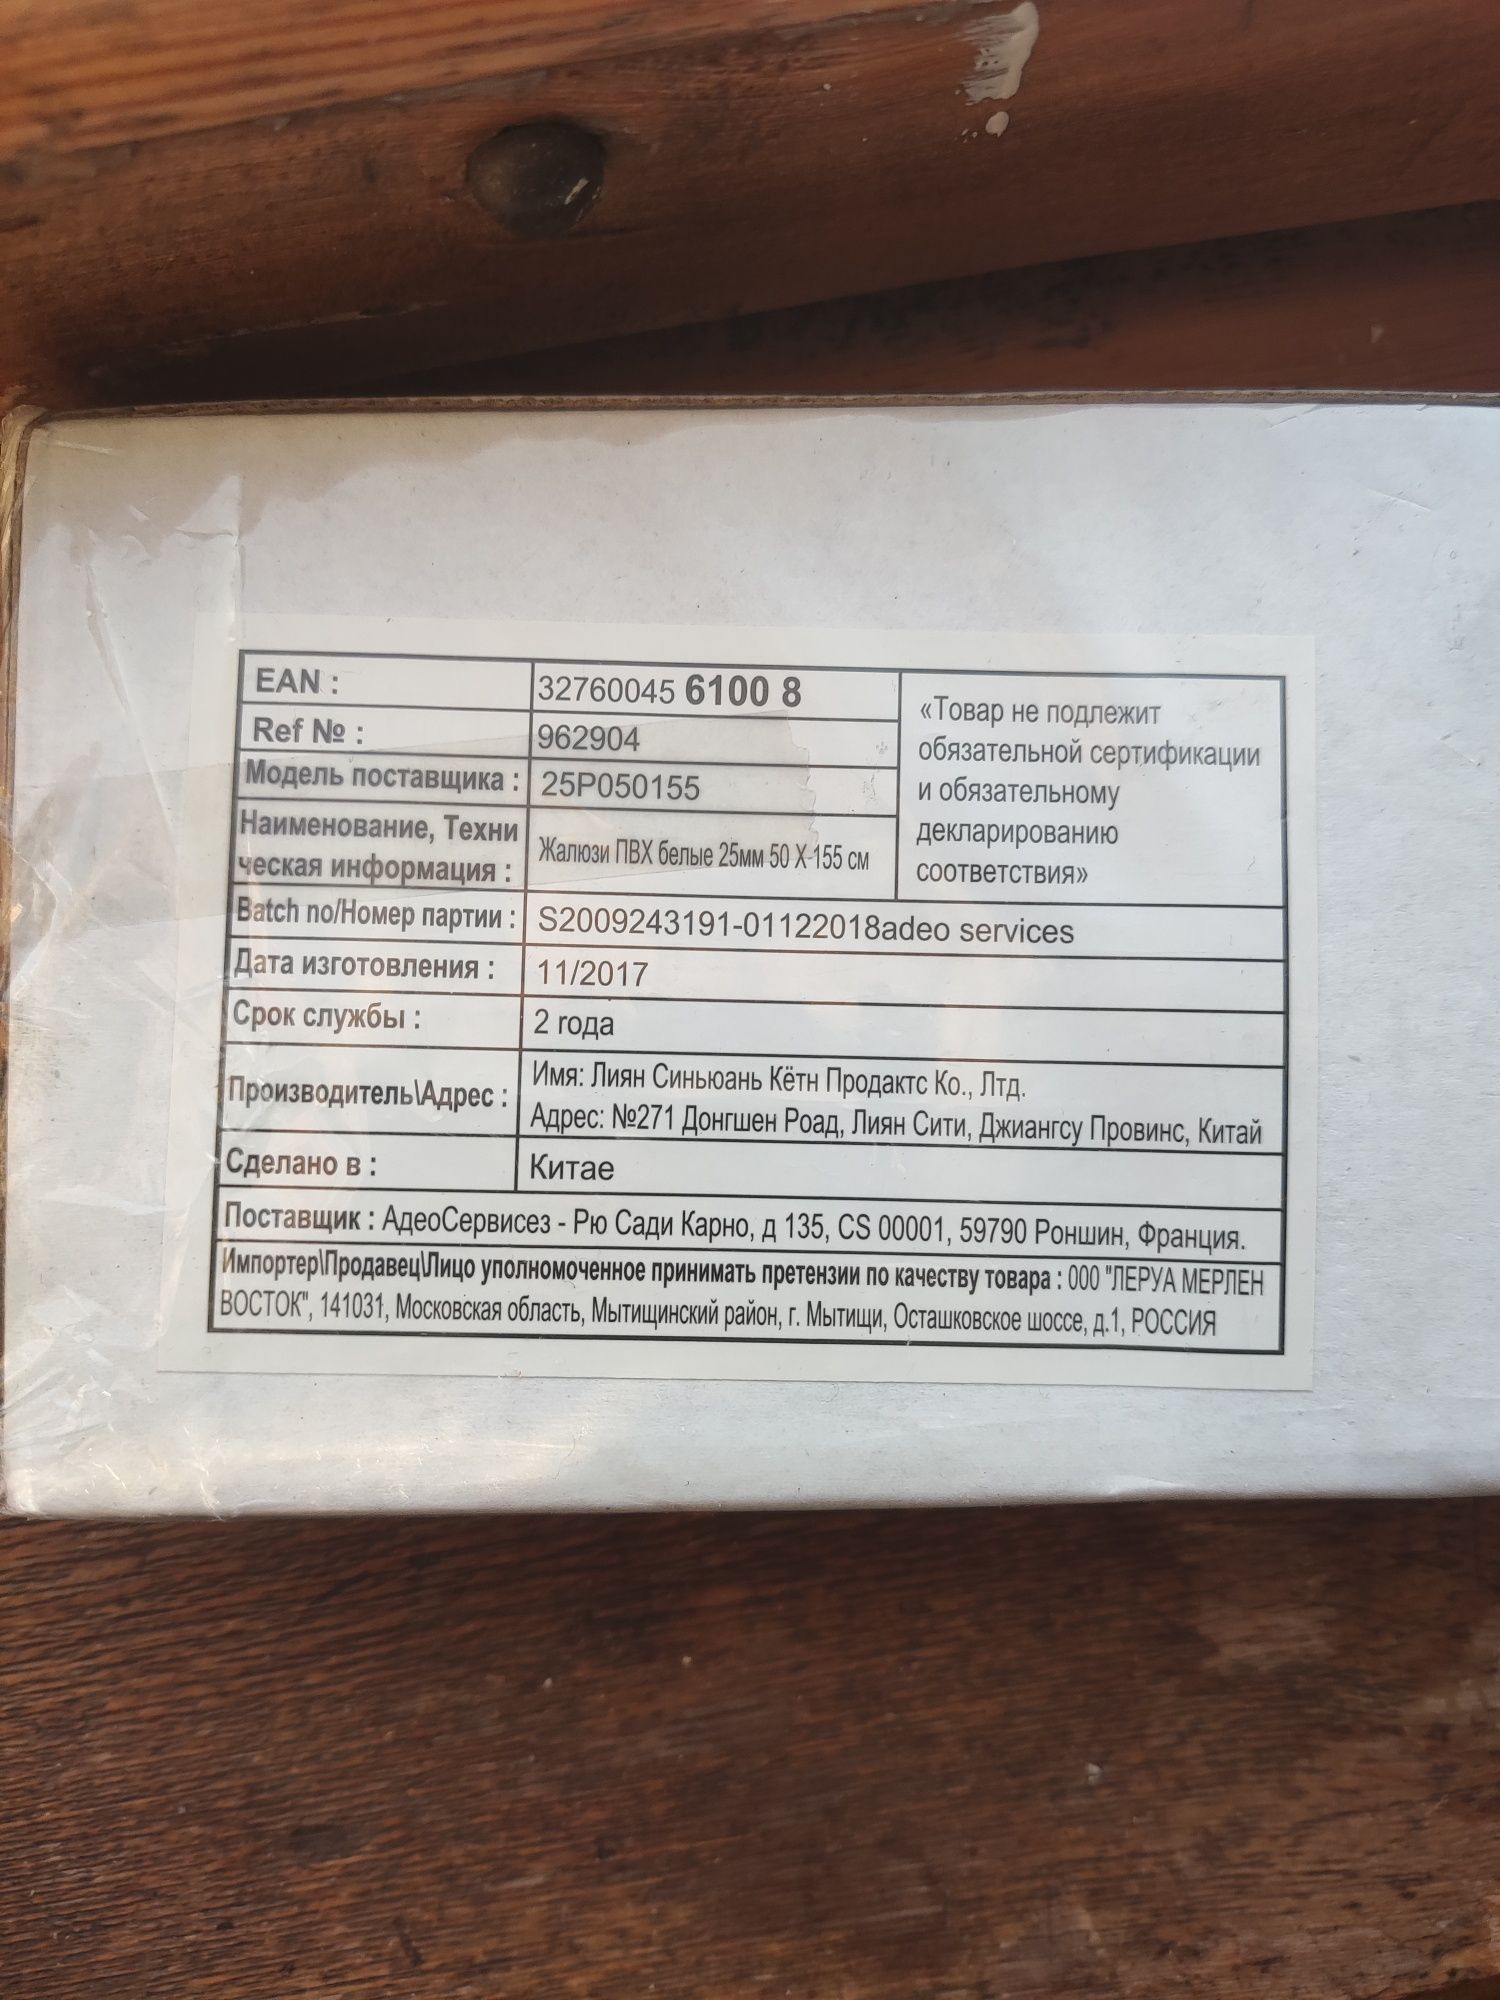 EAN :
32760045 6100 8
Ref № :
962904
Модель поставщика :
25P050155
Наименование, Техни
ческая информация :
Жалюзи ПВХ белые 25мм 50 X 155 см
«Товар не подлежит
обязательной сертификации
и обязательному
декларированию
соответствия»
Batch no/Номер партии :
S2009243191-01122018adeo services
Дата изготовления :
11/2017
Срок службы :
2 года
Производитель\Адрес :
Имя: Лиян Синьюань Кётн Продактс Ко., Лтд.
Адрес: №271 Донгшен Роад, Лиян Сити, Джиангсу Провинс, Китай
Сделано в :
Китае
Поставщик : АдеоСервисез - Рю Сади Карно, д 135, CS 00001, 59790 Роншин, Франция.
Импортер\Продавец\Лицо уполномоченное принимать претензии по качеству товара : ООО "ЛЕРУА МЕРЛЕН
ВОСТОК", 141031, Московская область, Мытищинский район, г. Мытищи, Осташковское шоссе, д.1, РОССИЯ